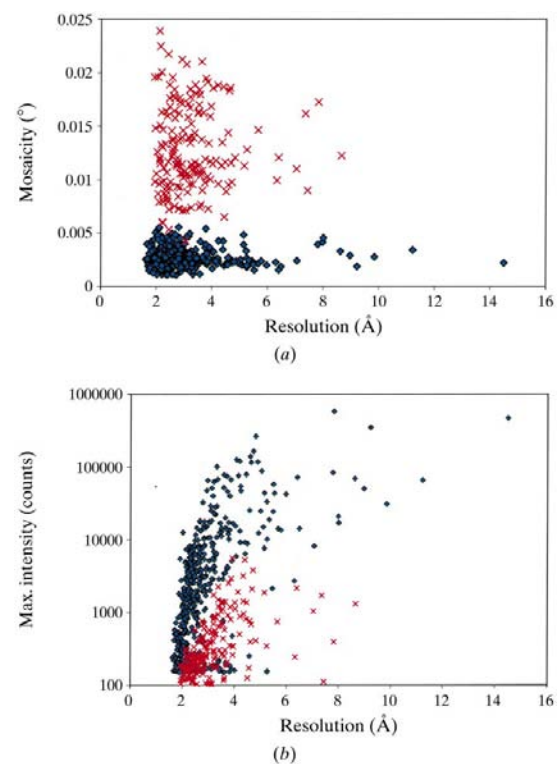 0.025
0.02
0.015
0.01
0.005
0
Mosaicity (°)
0 2 4 6 8 10 12 14 16
Resolution (Å)
(a)
1000000
100000
10000
1000
100
Max. intensity (counts)
0 2 4 6 8 10 12 14 16
Resolution (Å)
(b)